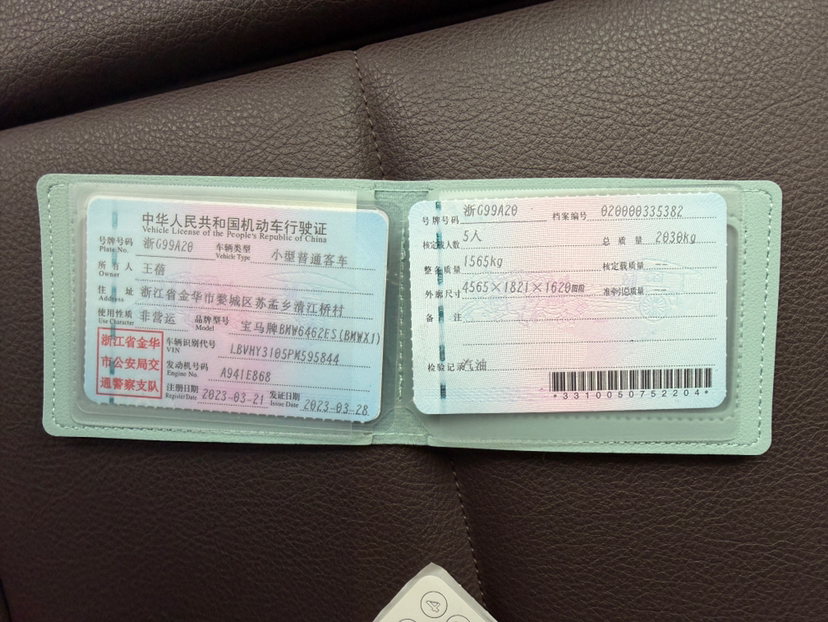 中华人民共和国机动车行驶证
Vehicle License of the People's Republic of China
号牌号码 浙G99A20 车辆类型 小型普通客车
Plate No. Vehicle Type
所有人 王蓓
Owner
住址 浙江省金华市婺城区苏孟乡清江桥村
Address
使用性质 非营运 品牌型号 宝马牌BMW6462ES(BMWX1)
Use Character Model
浙江省金华
市公安局交
通警察支队
车辆识别代号 LBVHY3105PM595844
VIN
发动机号码 A941E868
Engine No.
注册日期 2023-03-21 发证日期 2023-03-28
Register Date Issue Date
号牌号码 浙G99A20 档案编号 020000335382
核定载人数 5人 总质量 2030kg
整备质量 1565kg 核定载质量 ——
外廓尺寸 4565×1821×1620mm 准牵引总质量 ——
备注
检验记录 汽油
*3310050752204*
4